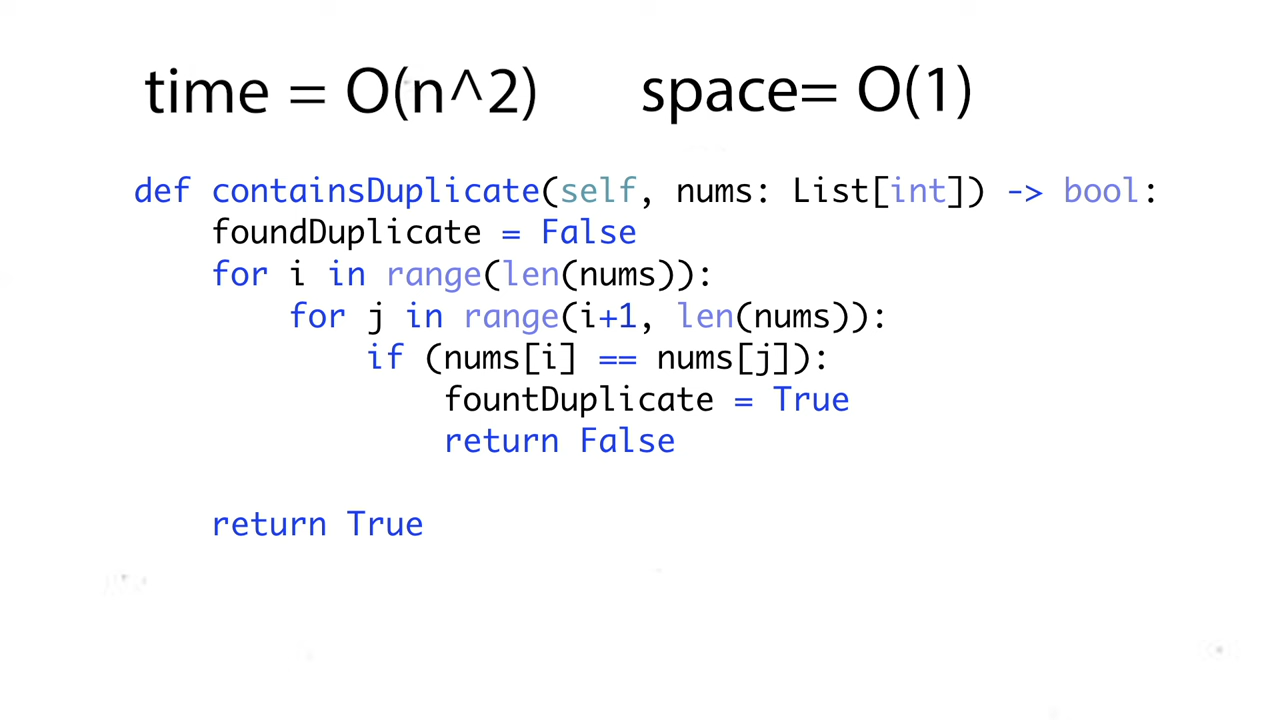 time = O(n^2) space= O(1)
def containsDuplicate(self, nums: List[int]) -> bool:
    foundDuplicate = False
    for i in range(len(nums)):
        for j in range(i+1, len(nums)):
            if (nums[i] == nums[j]):
                fountDuplicate = True
                return False
    return True